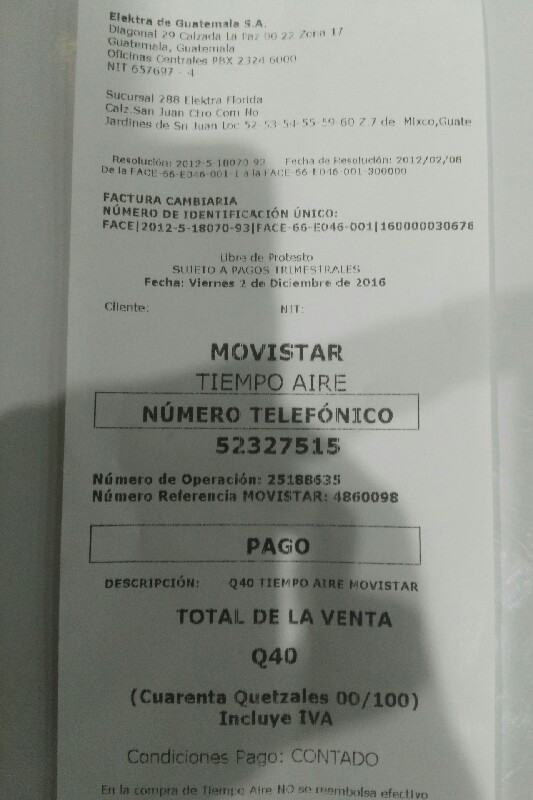 Elektra de Guatemala S.A.
Diagonal 29 Calzada La Paz 00 22 Zona 17
Guatemala, Guatemala
Oficinas Centrales PBX 2324 6000
NIT 657697 - 4
Sucursal 288 Elektra Florida
Calz.San Juan Ctro Com No
Jardines de Sn Juan Loc 52-53-54-55-59-60 Z.7 de Mixco,Guate
Resolución: 2012-5-18070-93 Fecha de Resolución: 2012/02/08
De la FACE-66-E046-001-1 a la FACE-66-E046-001-300000
FACTURA CAMBIARIA
NÚMERO DE IDENTIFICACIÓN ÚNICO:
FACE|2012-5-18070-93|FACE-66-E046-001|160000030676
Libre de Protesto
SUJETO A PAGOS TRIMESTRALES
Fecha: Viernes 2 de Diciembre de 2016
Cliente: NIT:
MOVISTAR
TIEMPO AIRE
NÚMERO TELEFÓNICO
52327515
Número de Operación: 25188635
Número Referencia MOVISTAR: 4860098
PAGO
DESCRIPCIÓN: Q40 TIEMPO AIRE MOVISTAR
TOTAL DE LA VENTA
Q40
(Cuarenta Quetzales 00/100)
Incluye IVA
Condiciones Pago: CONTADO
En la compra de Tiempo Aire NO se reembolsa efectivo